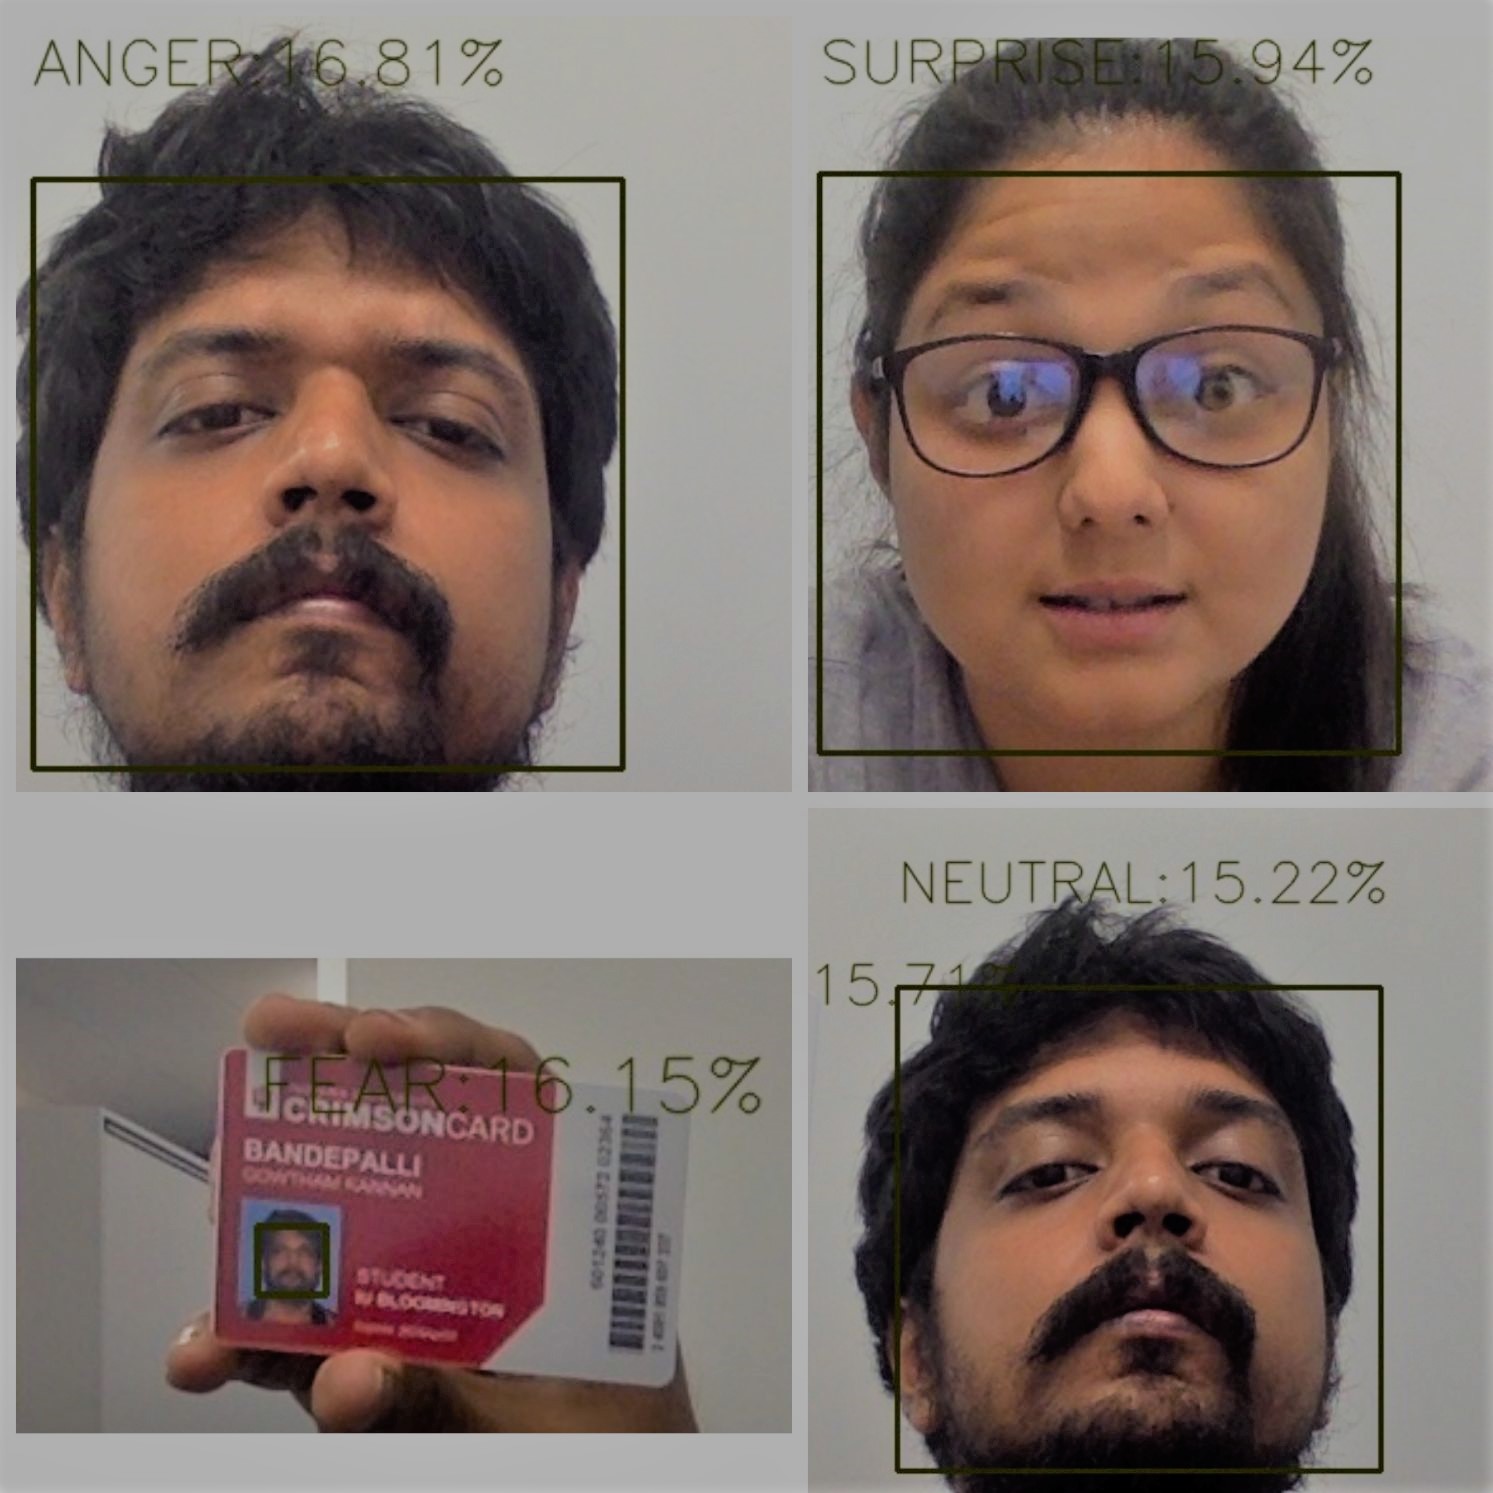 ANGER:16.81%
SURPRISE:15.94%
FEAR:16.15%
CRIMSONCARD
BANDEPALLI
GOWTHAM KANNAN
STUDENT
IU BLOOMINGTON
NEUTRAL:15.22%
15.71%